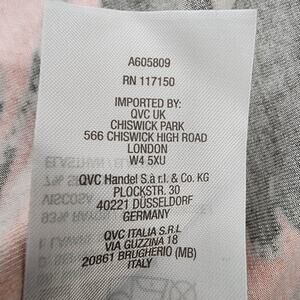 A605809
RN 117150
IMPORTED BY:
QVC UK
CHISWICK PARK
566 CHISWICK HIGH ROAD
LONDON
W4 5XU
QVC Handel S.à r.l. & Co. KG
PLOCKSTR. 30
40221 DÜSSELDORF
GERMANY
QVC ITALIA S.R.L
VIA GUZZINA 18
20861 BRUGHERIO (MB)
ITALY